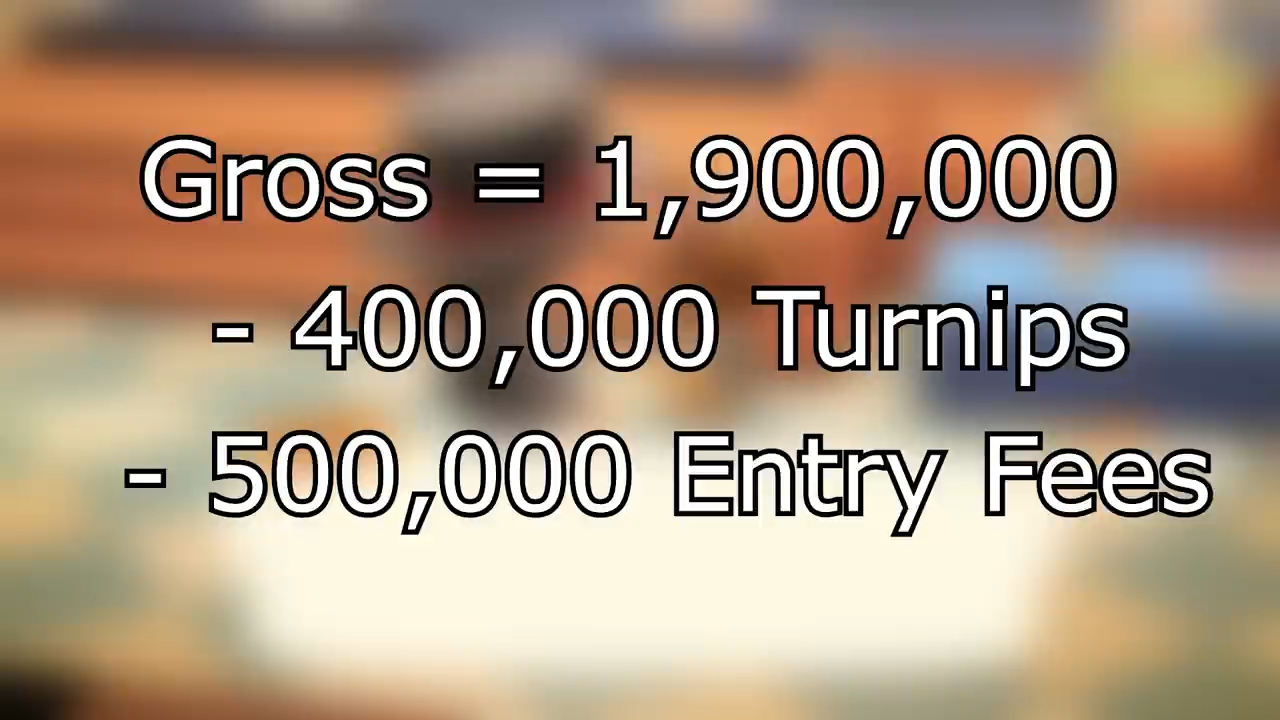 Gross = 1,900,000
- 400,000 Turnips
- 500,000 Entry Fees